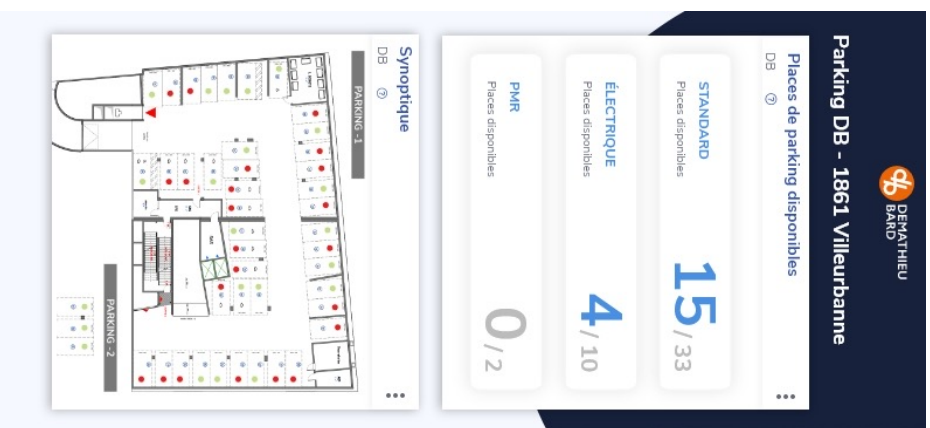 DEMATHIEU
BARD
Parking DB - 1861 Villeurbanne
Places de parking disponibles
DB
STANDARD
Places disponibles
15/33
ÉLECTRIQUE
Places disponibles
4/10
PMR
Places disponibles
0/2
Synoptique
DB
PARKING -1
PARKING -2